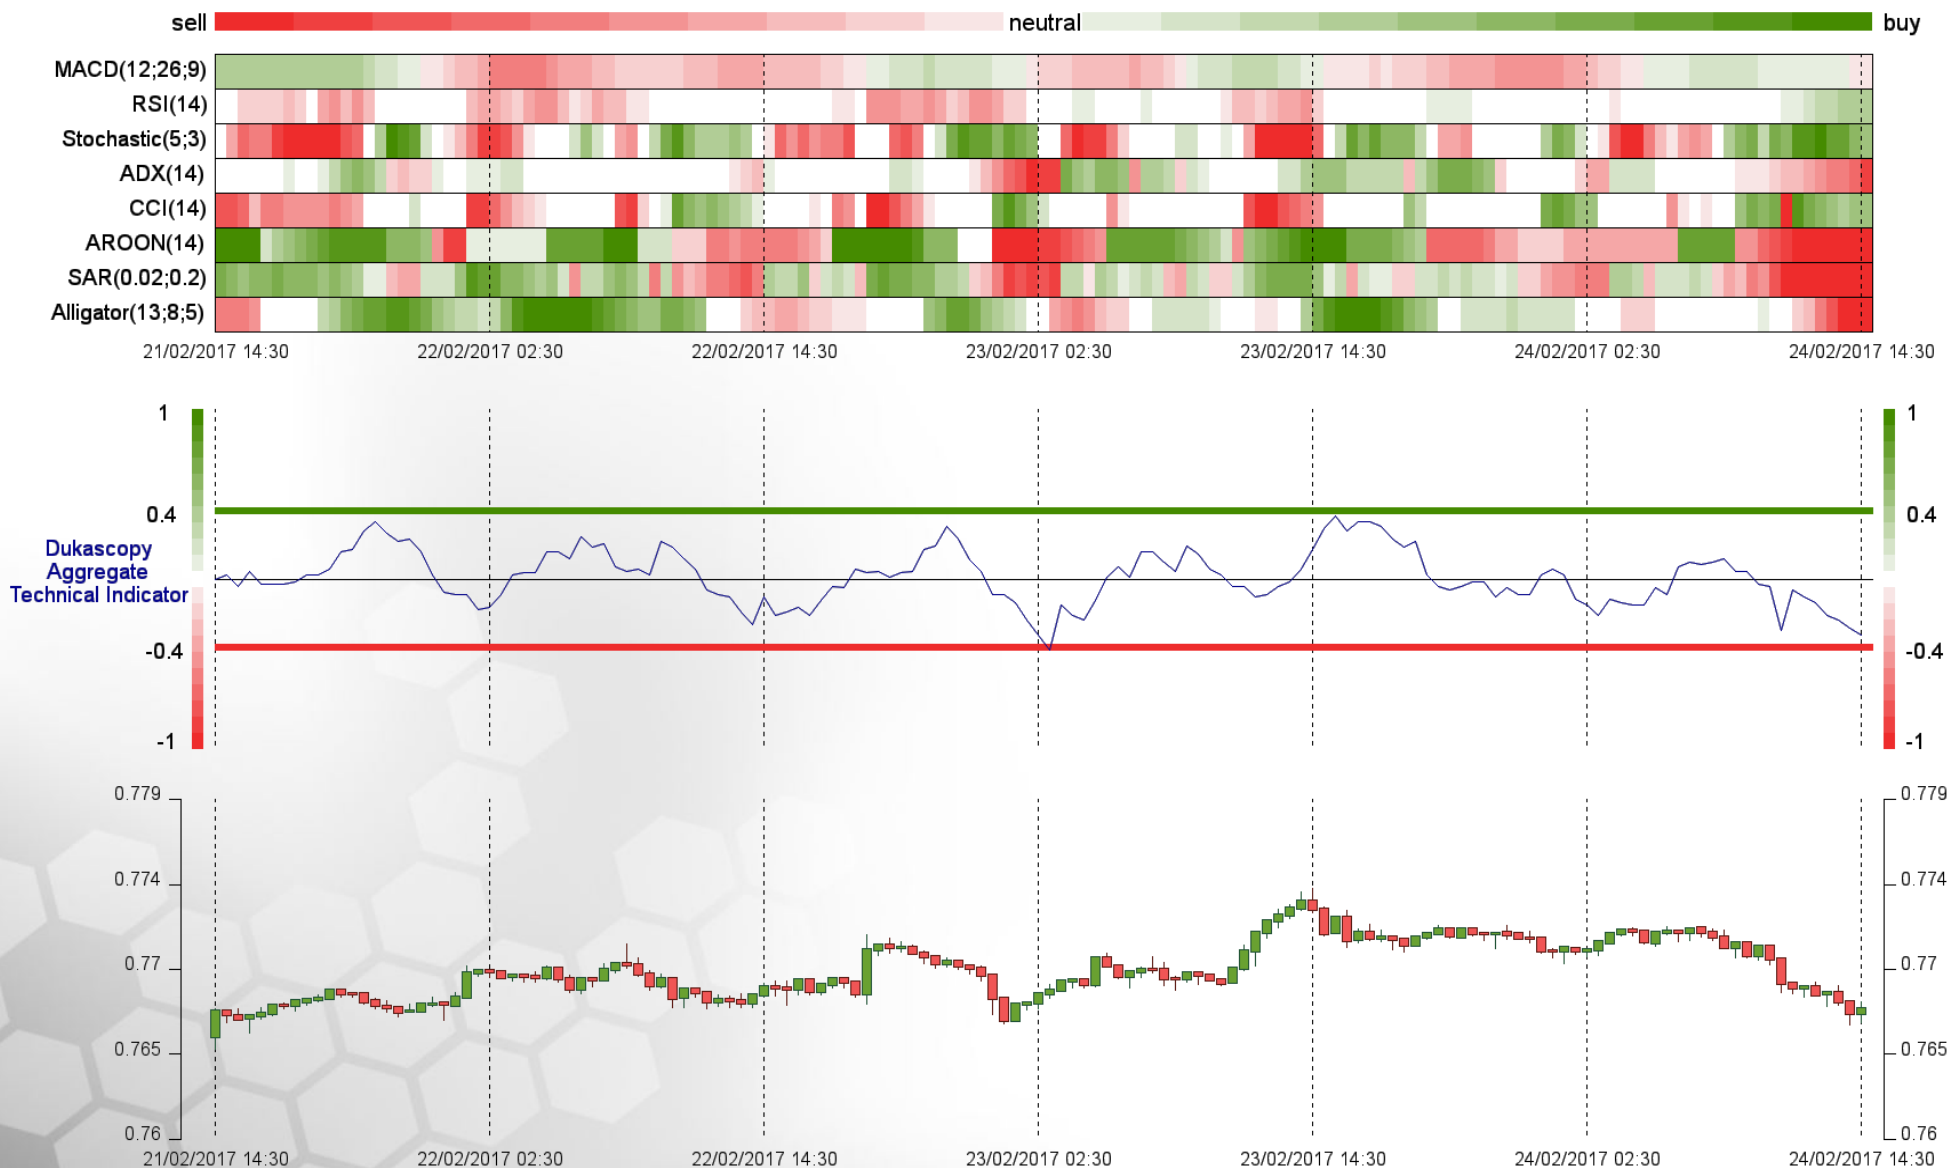 sell neutral buy
MACD(12;26;9)
RSI(14)
Stochastic(5;3)
ADX(14)
CCI(14)
AROON(14)
SAR(0.02;0.2)
Alligator(13;8;5)
21/02/2017 14:30 22/02/2017 02:30 22/02/2017 14:30 23/02/2017 02:30 23/02/2017 14:30 24/02/2017 02:30 24/02/2017 14:30
1 1
0.4 0.4
Dukascopy
Aggregate
Technical Indicator
-0.4 -0.4
-1 -1
0.779 0.779
0.774 0.774
0.77 0.77
0.765 0.765
0.76 0.76
21/02/2017 14:30 22/02/2017 02:30 22/02/2017 14:30 23/02/2017 02:30 23/02/2017 14:30 24/02/2017 02:30 24/02/2017 14:30